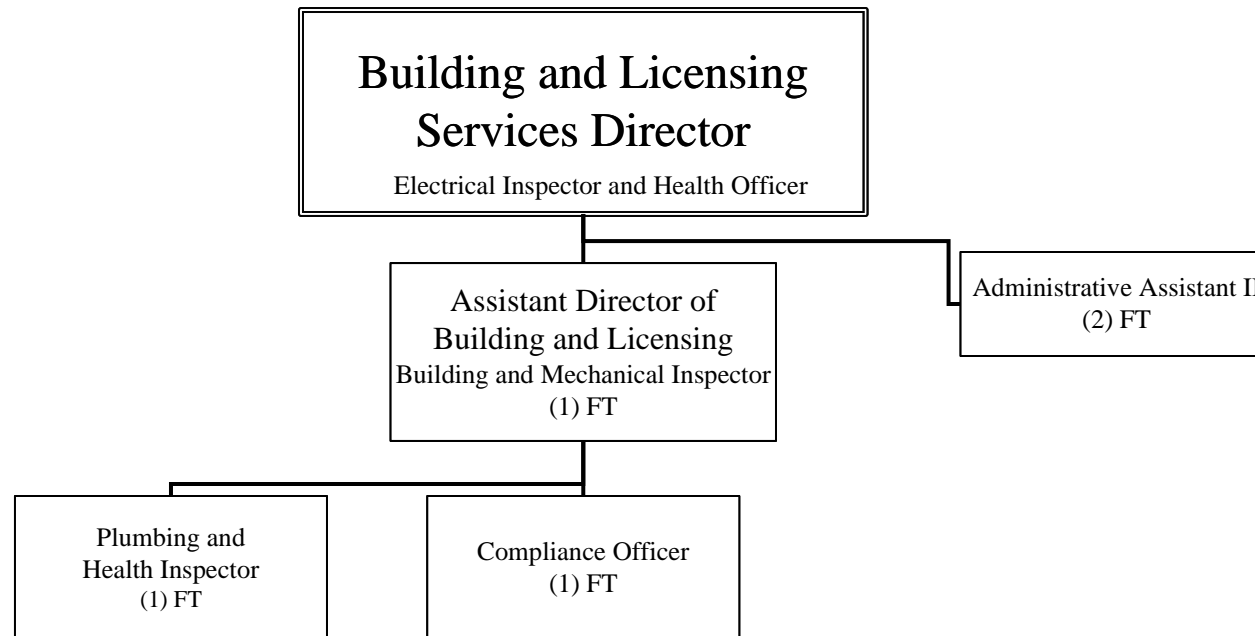 Building and Licensing
Services Director
Electrical Inspector and Health Officer
Assistant Director of
Building and Licensing
Building and Mechanical Inspector
(1) FT
Administrative Assistant II
(2) FT
Plumbing and
Health Inspector
(1) FT
Compliance Officer
(1) FT